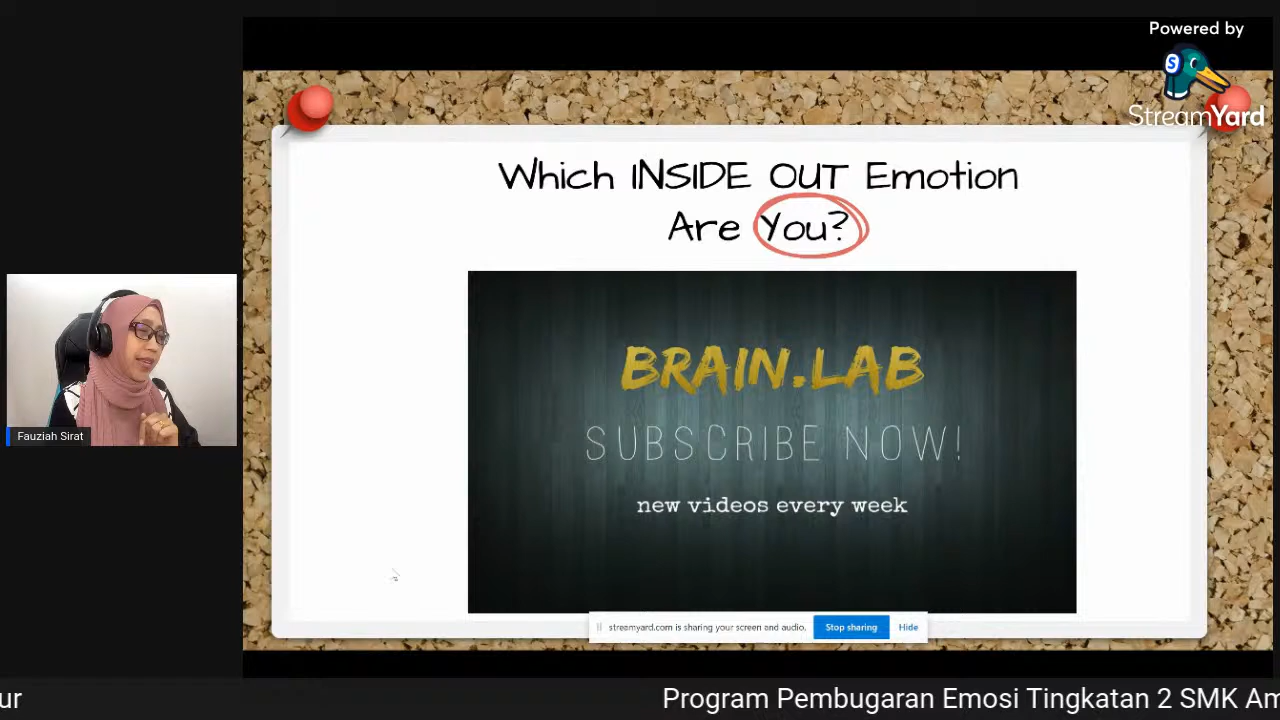 Powered by
StreamYard
Which INSIDE OUT Emotion
Are You?
BRAIN.LAB
SUBSCRIBE NOW!
new videos every week
Fauziah Sirat
streamyard.com is sharing your screen and audio.
Stop sharing
Hide
ur
Program Pembugaran Emosi Tingkatan 2 SMK Am